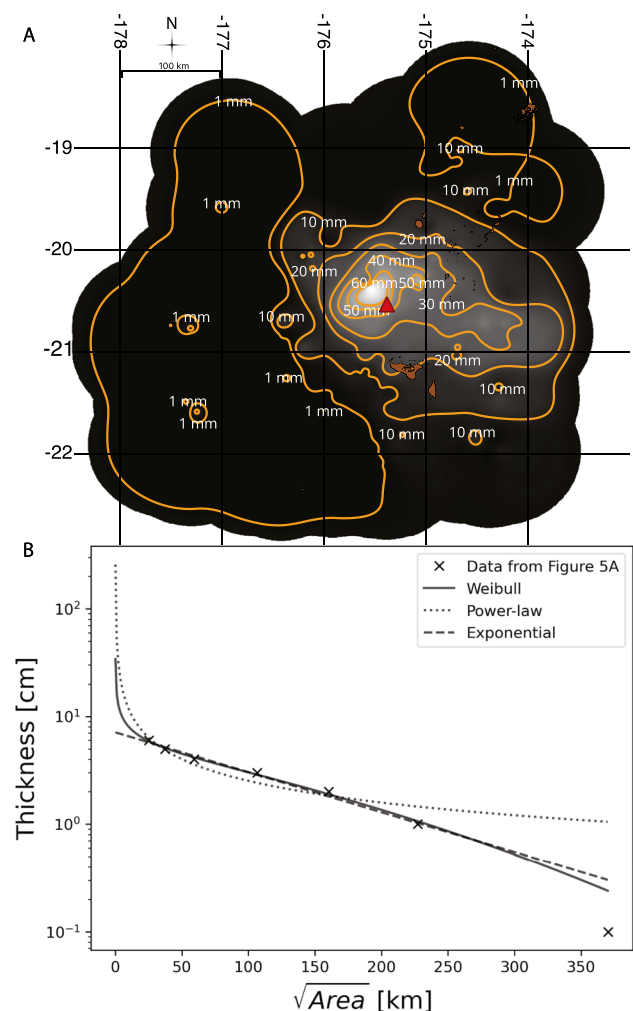 A
N
-178
-177
-176
-175
-174
100 km
1 mm
1 mm
-19
10 mm
10 mm
1 mm
1 mm
10 mm
20 mm
-20
40 mm
20 mm
60 mm
50 mm
30 mm
50 mm
1 mm
10 mm
-21
20 mm
1 mm
10 mm
1 mm
1 mm
1 mm
10 mm
10 mm
-22
B
Data from Figure 5A
Weibull
Power-law
Exponential
10²
10¹
10⁰
10⁻¹
Thickness [cm]
0
50
100
150
200
250
300
350
√Area [km]